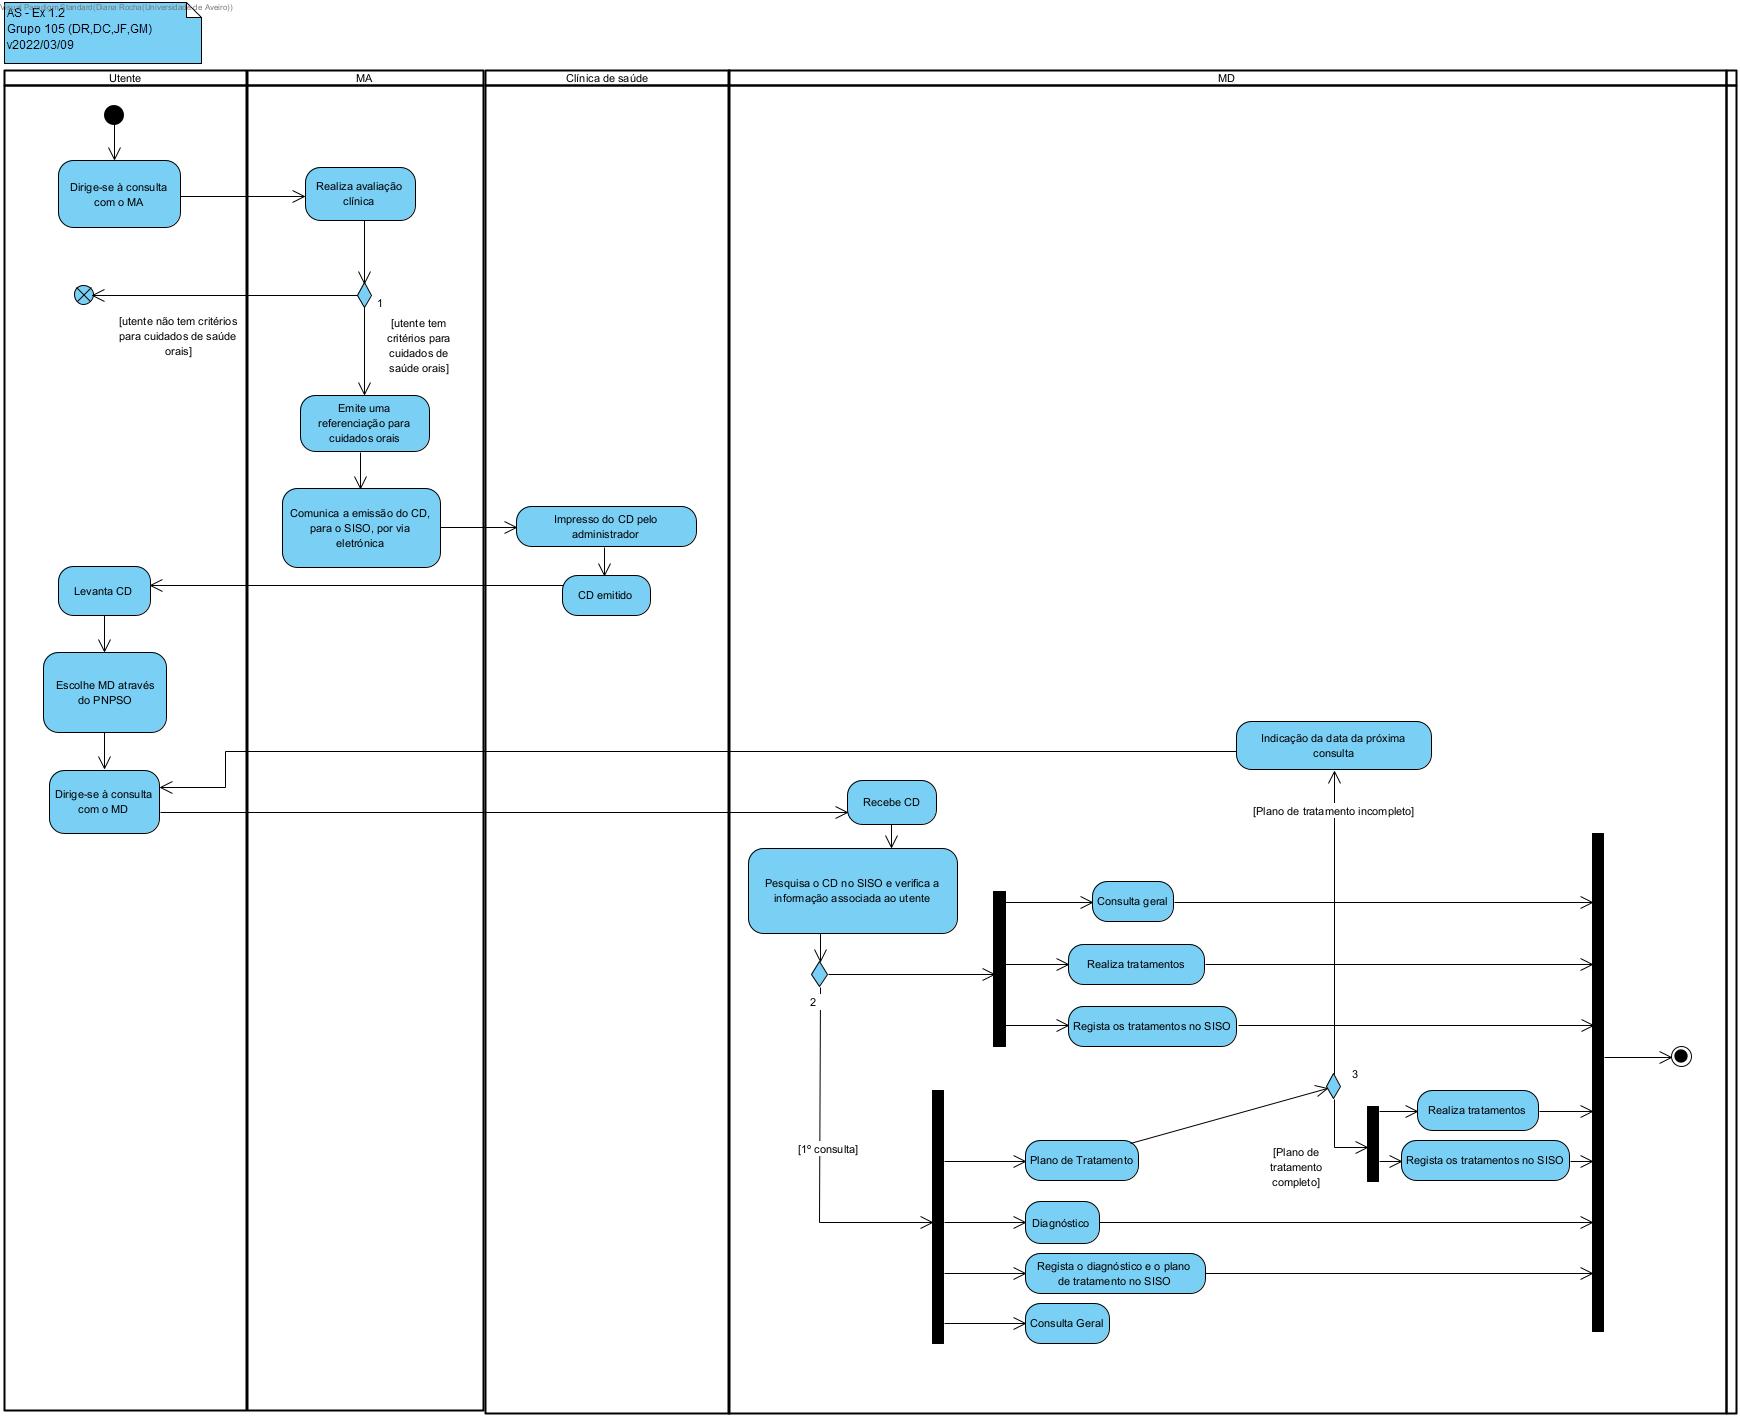 Visual Paradigm Standard(Diana Rocha(Universidade de Aveiro))
AS - Ex 1.2
Grupo 105 (DR,DC,JF,GM)
v2022/03/09
Utente
MA
Clínica de saúde
MD
Dirige-se à consulta
com o MA
Realiza avaliação
clínica
1
[utente não tem critérios
para cuidados de saúde
orais]
[utente tem
critérios para
cuidados de
saúde orais]
Emite uma
referenciação para
cuidados orais
Comunica a emissão do CD,
para o SISO, por via
eletrónica
Impresso do CD pelo
administrador
CD emitido
Levanta CD
Escolhe MD através
do PNPSO
Dirige-se à consulta
com o MD
Indicação da data da próxima
consulta
Recebe CD
[Plano de tratamento incompleto]
Pesquisa o CD no SISO e verifica a
informação associada ao utente
2
Consulta geral
Realiza tratamentos
Regista os tratamentos no SISO
3
[1º consulta]
Plano de Tratamento
[Plano de
tratamento
completo]
Realiza tratamentos
Regista os tratamentos no SISO
Diagnóstico
Regista o diagnóstico e o plano
de tratamento no SISO
Consulta Geral